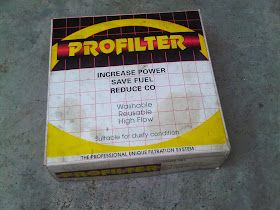 PROFILTER
INCREASE POWER
SAVE FUEL
REDUCE CO
Washable
Reusable
High Flow
Suitable for dusty condition
THE PROFESSIONAL UNIQUE FILTRATION SYSTEM